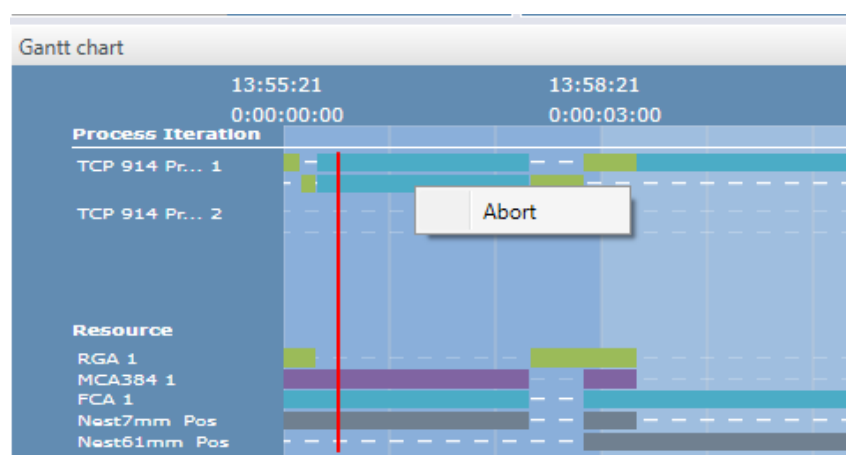 Gantt chart
13:55:21 13:58:21
0:00:00:00 0:00:03:00
Process Iteration
TCP 914 Pr... 1
Abort
TCP 914 Pr... 2
Resource
RGA 1
MCA384 1
FCA 1
Nest7mm Pos
Nest61mm Pos